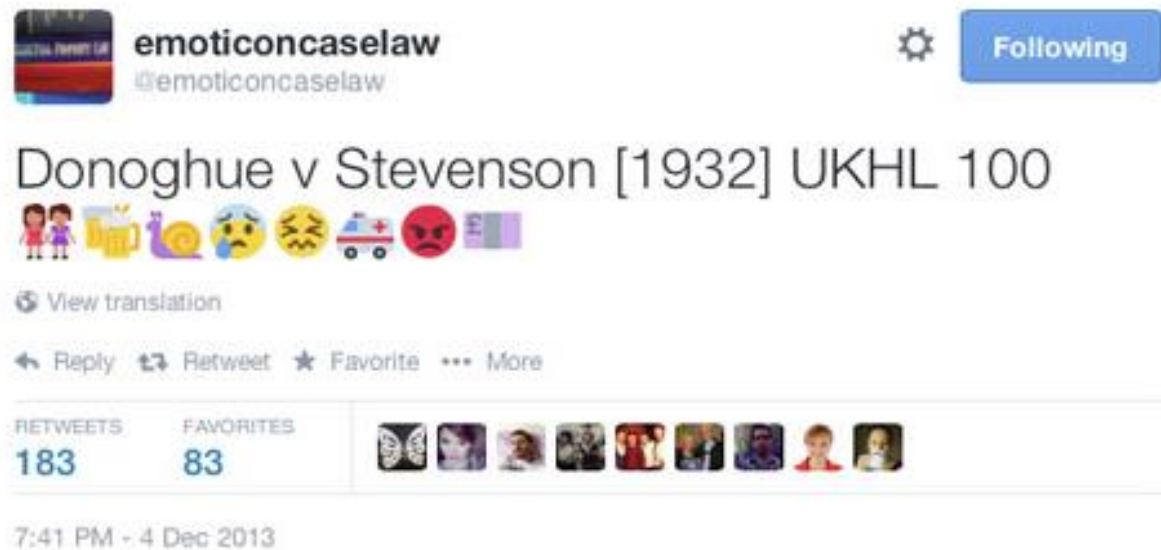 emoticoncaselaw
@emoticoncaselaw
Following
Donoghue v Stevenson [1932] UKHL 100
👭🍻🐌😰😖🚑😡💷
View translation
Reply Retweet Favorite ••• More
RETWEETS FAVORITES
183 83
7:41 PM - 4 Dec 2013